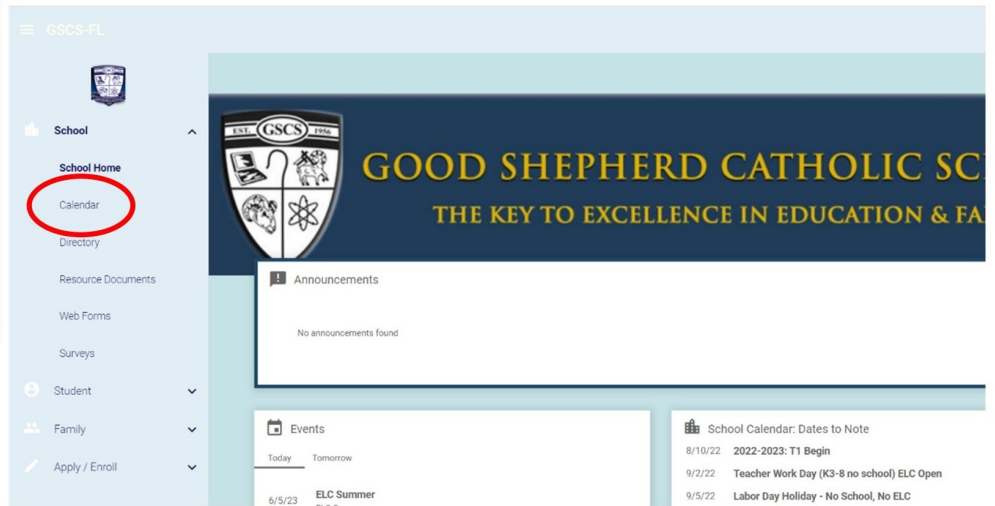 GSCS-FL
School
School Home
Calendar
Directory
Resource Documents
Web Forms
Surveys
Student
Family
Apply / Enroll
EST. GSCS 1956
GOOD SHEPHERD CATHOLIC SC
THE KEY TO EXCELLENCE IN EDUCATION & FA
Announcements
No announcements found
Events
Today Tomorrow
6/5/23 ELC Summer
School Calendar: Dates to Note
8/10/22 2022-2023: T1 Begin
9/2/22 Teacher Work Day (K3-8 no school) ELC Open
9/5/22 Labor Day Holiday - No School, No ELC